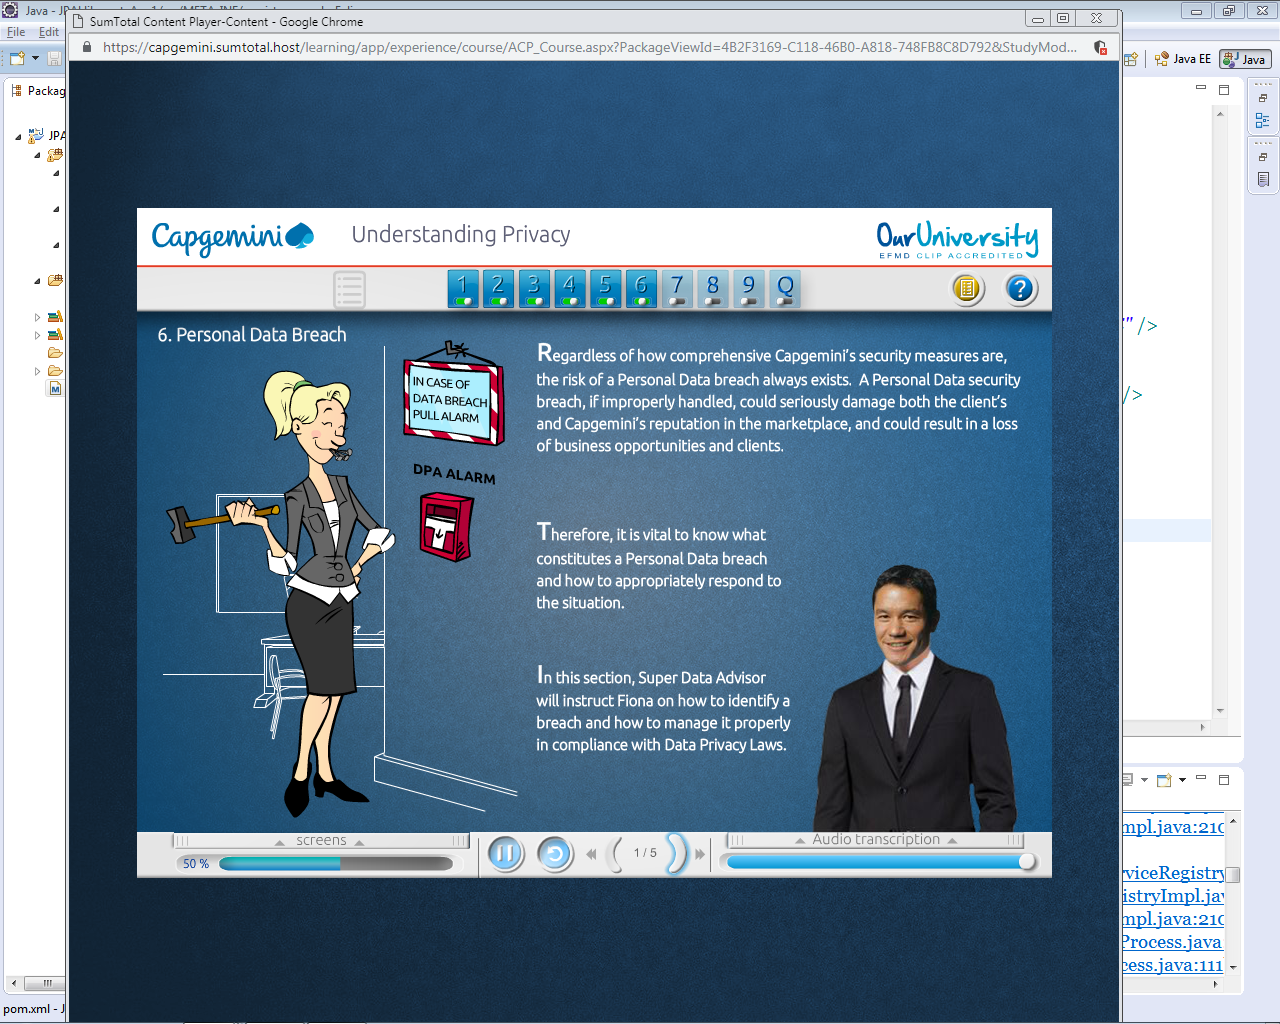 Java - JPA
SumTotal Content Player-Content - Google Chrome
File Edit
https://capgemini.sumtotal.host/learning/app/experience/course/ACP_Course.aspx?PackageViewId=4B2F3169-C118-46B0-A818-748FB8C8D792&StudyMod...
Java EE
Java
Packag
JPA
Capgemini
Understanding Privacy
OurUniversity
EFMD CLIP ACCREDITED
1 2 3 4 5 6 7 8 9 Q
?
6. Personal Data Breach
IN CASE OF
DATA BREACH
PULL ALARM
DPA ALARM
Regardless of how comprehensive Capgemini's security measures are,
the risk of a Personal Data breach always exists. A Personal Data security
breach, if improperly handled, could seriously damage both the client's
and Capgemini's reputation in the marketplace, and could result in a loss
of business opportunities and clients.
Therefore, it is vital to know what
constitutes a Personal Data breach
and how to appropriately respond to
the situation.
In this section, Super Data Advisor
will instruct Fiona on how to identify a
breach and how to manage it properly
in compliance with Data Privacy Laws.
" />
/>
screens
50 %
1 / 5
Audio transcription
mpl.java:210
rviceRegistry
istryImpl.jav
mpl.java:210
Process.java
cess.java:111
pom.xml - J